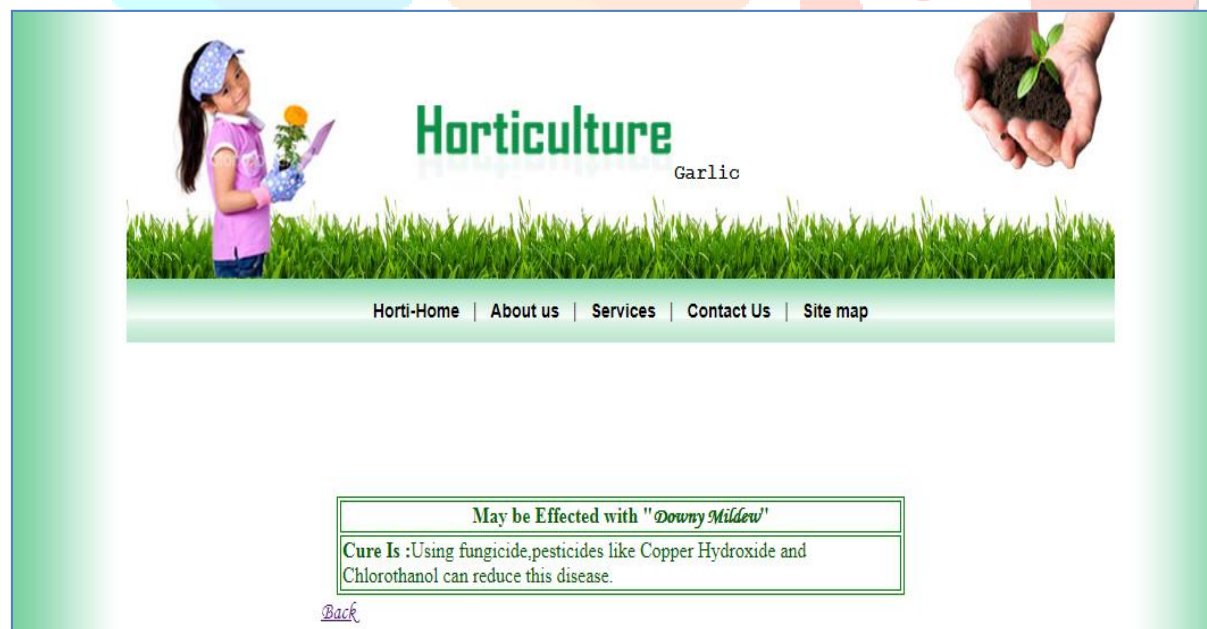 Horticulture
Garlic
Horti-Home | About us | Services | Contact Us | Site map
May be Effected with "Downy Mildew"
Cure Is :Using fungicide,pesticides like Copper Hydroxide and
Chlorothanol can reduce this disease.
Back